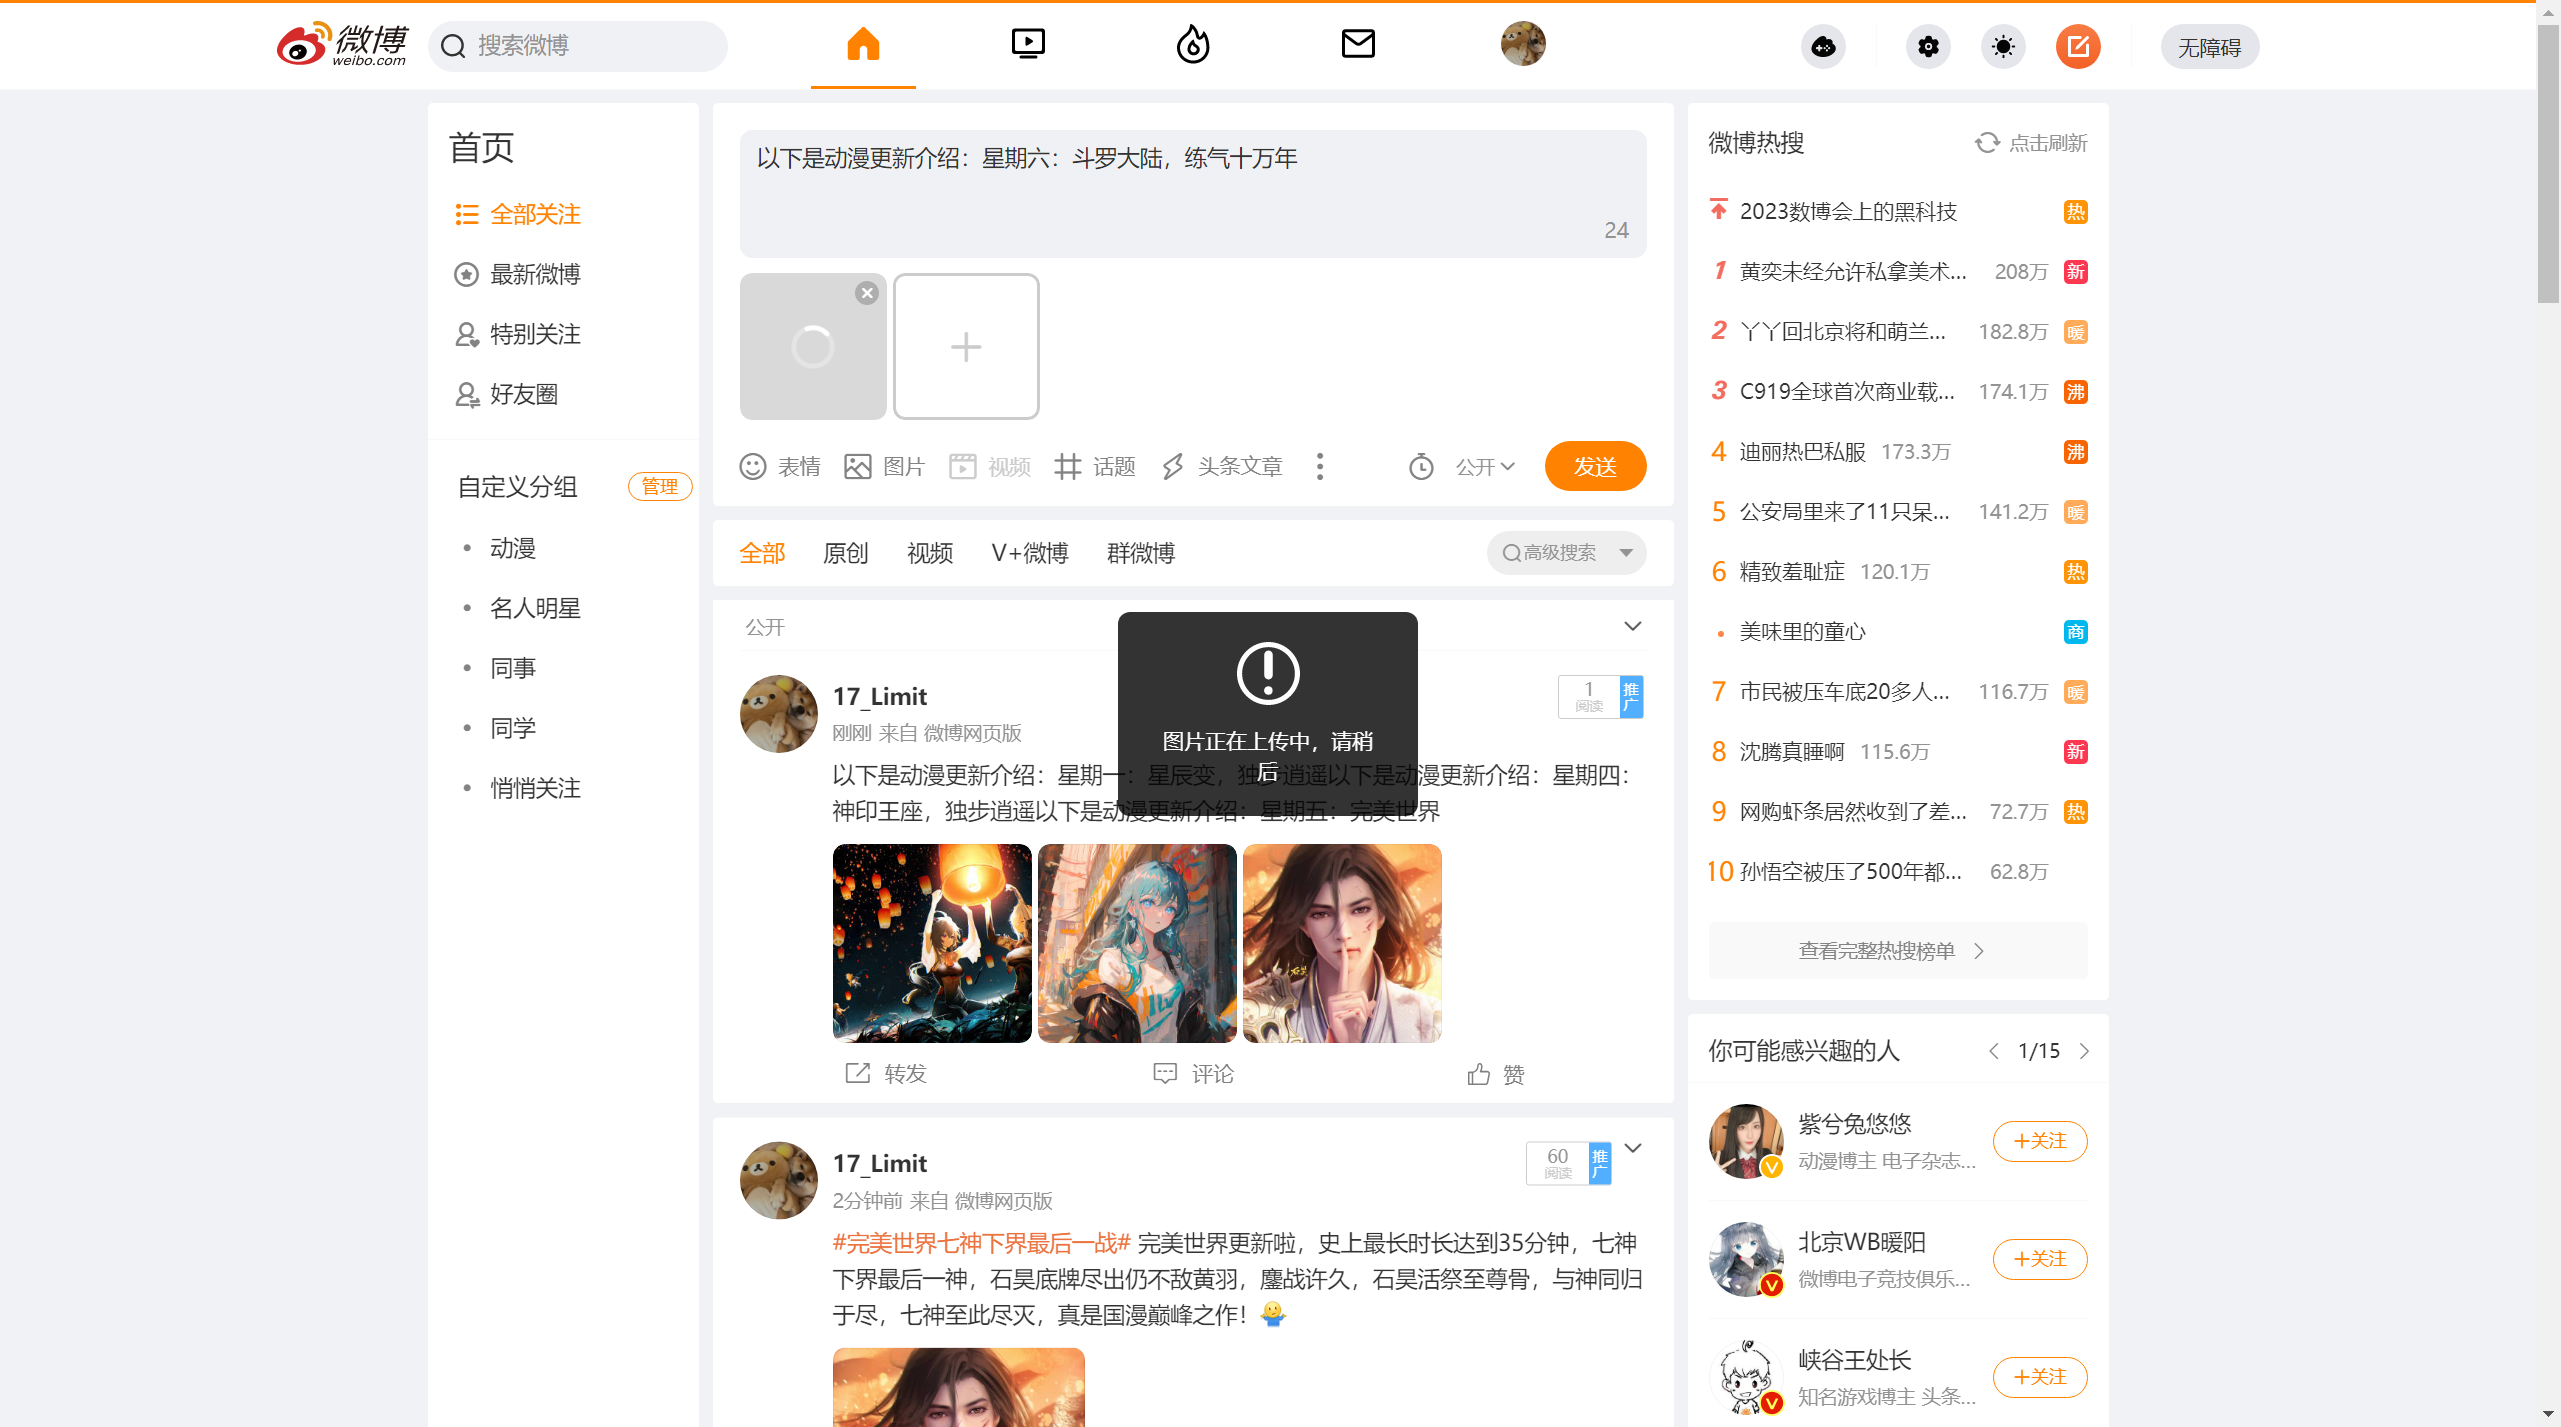 微博
weibo.com
搜索微博
无障碍
首页
全部关注
最新微博
特别关注
好友圈
自定义分组
管理
动漫
名人明星
同事
同学
悄悄关注
以下是动漫更新介绍：星期六：斗罗大陆，练气十万年
24
表情
图片
视频
话题
头条文章
公开
发送
全部
原创
视频
V+微博
群微博
高级搜索
公开
17_Limit
刚刚 来自 微博网页版
1
阅读
推广
图片正在上传中，请稍
后
以下是动漫更新介绍：星期一：星辰变，独步逍遥以下是动漫更新介绍：星期四：
神印王座，独步逍遥以下是动漫更新介绍：星期五：完美世界
转发
评论
赞
17_Limit
2分钟前 来自 微博网页版
60
阅读
推广
#完美世界七神下界最后一战# 完美世界更新啦，史上最长时长达到35分钟，七神
下界最后一神，石昊底牌尽出仍不敌黄羽，鏖战许久，石昊活祭至尊骨，与神同归
于尽，七神至此尽灭，真是国漫巅峰之作！
微博热搜
点击刷新
2023数博会上的黑科技 热
1 黄奕未经允许私拿美术... 208万 新
2 丫丫回北京将和萌兰... 182.8万 暖
3 C919全球首次商业载... 174.1万 沸
4 迪丽热巴私服 173.3万 沸
5 公安局里来了11只呆... 141.2万 暖
6 精致羞耻症 120.1万 热
美味里的童心 商
7 市民被压车底20多人... 116.7万 暖
8 沈腾真睡啊 115.6万 新
9 网购虾条居然收到了差... 72.7万 热
10 孙悟空被压了500年都... 62.8万
查看完整热搜榜单
你可能感兴趣的人
1/15
紫兮兔悠悠
动漫博主 电子杂志...
+关注
北京WB暖阳
微博电子竞技俱乐...
+关注
峡谷王处长
知名游戏博主 头条...
+关注